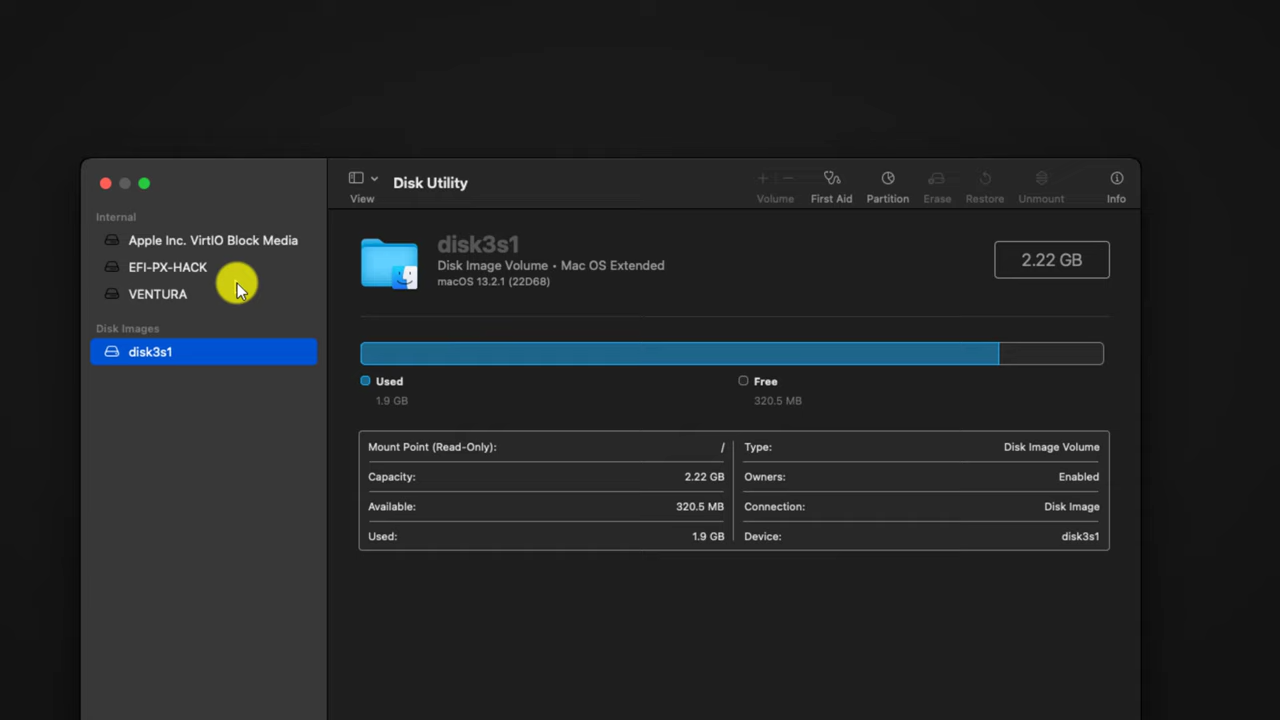 Disk Utility
View
Volume
First Aid
Partition
Erase
Restore
Unmount
Info
Internal
Apple Inc. VirtIO Block Media
EFI-PX-HACK
VENTURA
Disk Images
disk3s1
disk3s1
Disk Image Volume • Mac OS Extended
macOS 13.2.1 (22D68)
2.22 GB
Used
1.9 GB
Free
320.5 MB
Mount Point (Read-Only): /
Capacity: 2.22 GB
Available: 320.5 MB
Used: 1.9 GB
Type: Disk Image Volume
Owners: Enabled
Connection: Disk Image
Device: disk3s1